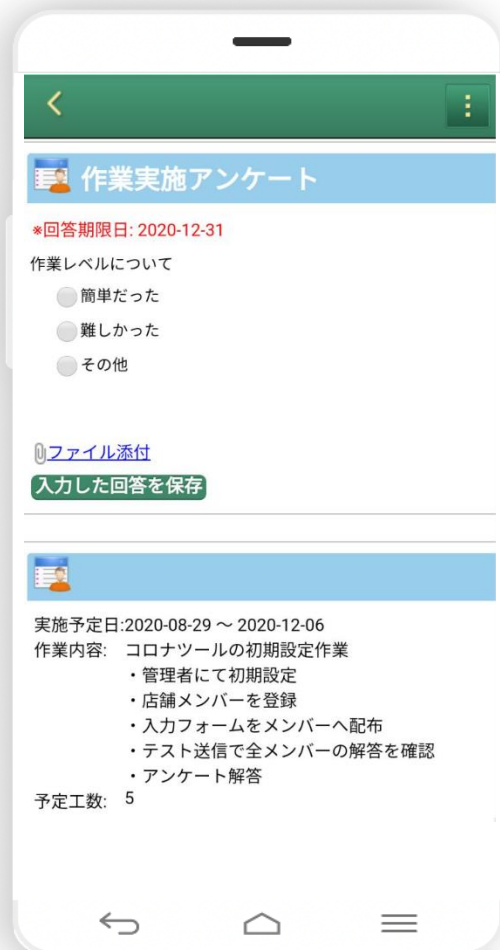 作業実施アンケート
※回答期限日: 2020-12-31
作業レベルについて
簡単だった
難しかった
その他
ファイル添付
入力した回答を保存
実施予定日:2020-08-29 ～ 2020-12-06
作業内容: コロナツールの初期設定作業
・管理者にて初期設定
・店舗メンバーを登録
・入力フォームをメンバーへ配布
・テスト送信で全メンバーの解答を確認
・アンケート解答
予定工数: 5